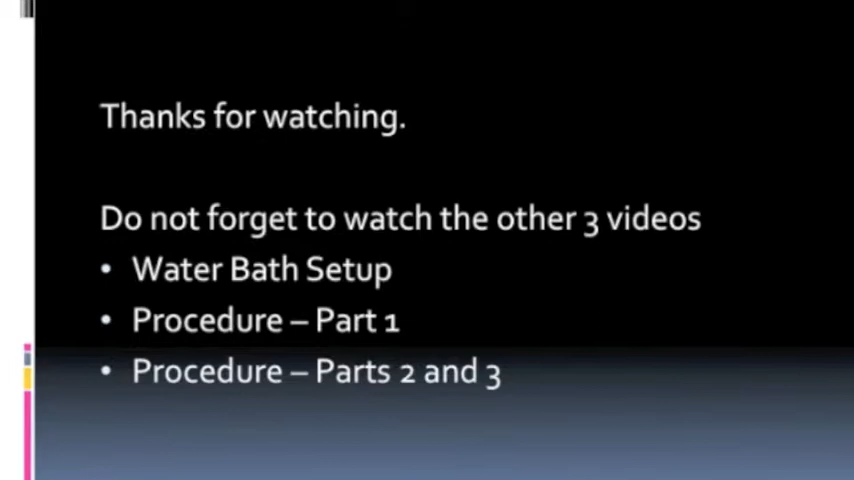 Thanks for watching.
Do not forget to watch the other 3 videos
• Water Bath Setup
• Procedure – Part 1
• Procedure – Parts 2 and 3